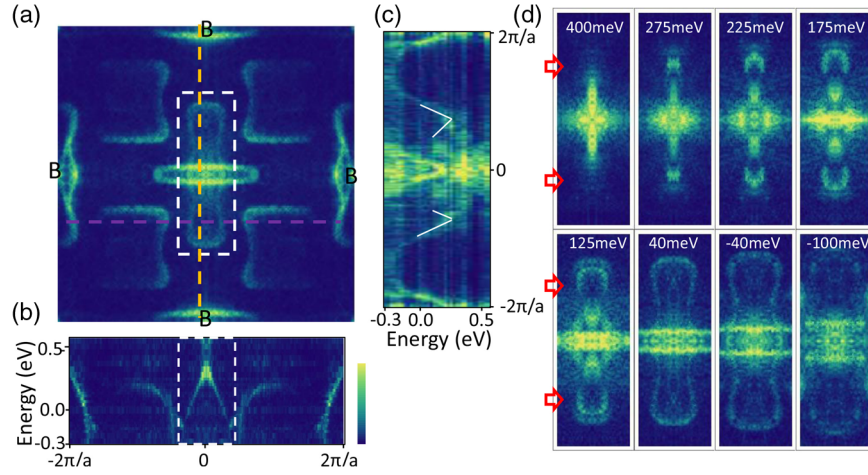 (a)
B
B
B
B
(b)
Energy (eV)
0.5
0.0
-0.3
-2π/a
0
2π/a
(c)
2π/a
0
-2π/a
-0.3
0.0
0.5
Energy (eV)
(d)
400meV
275meV
225meV
175meV
125meV
40meV
-40meV
-100meV